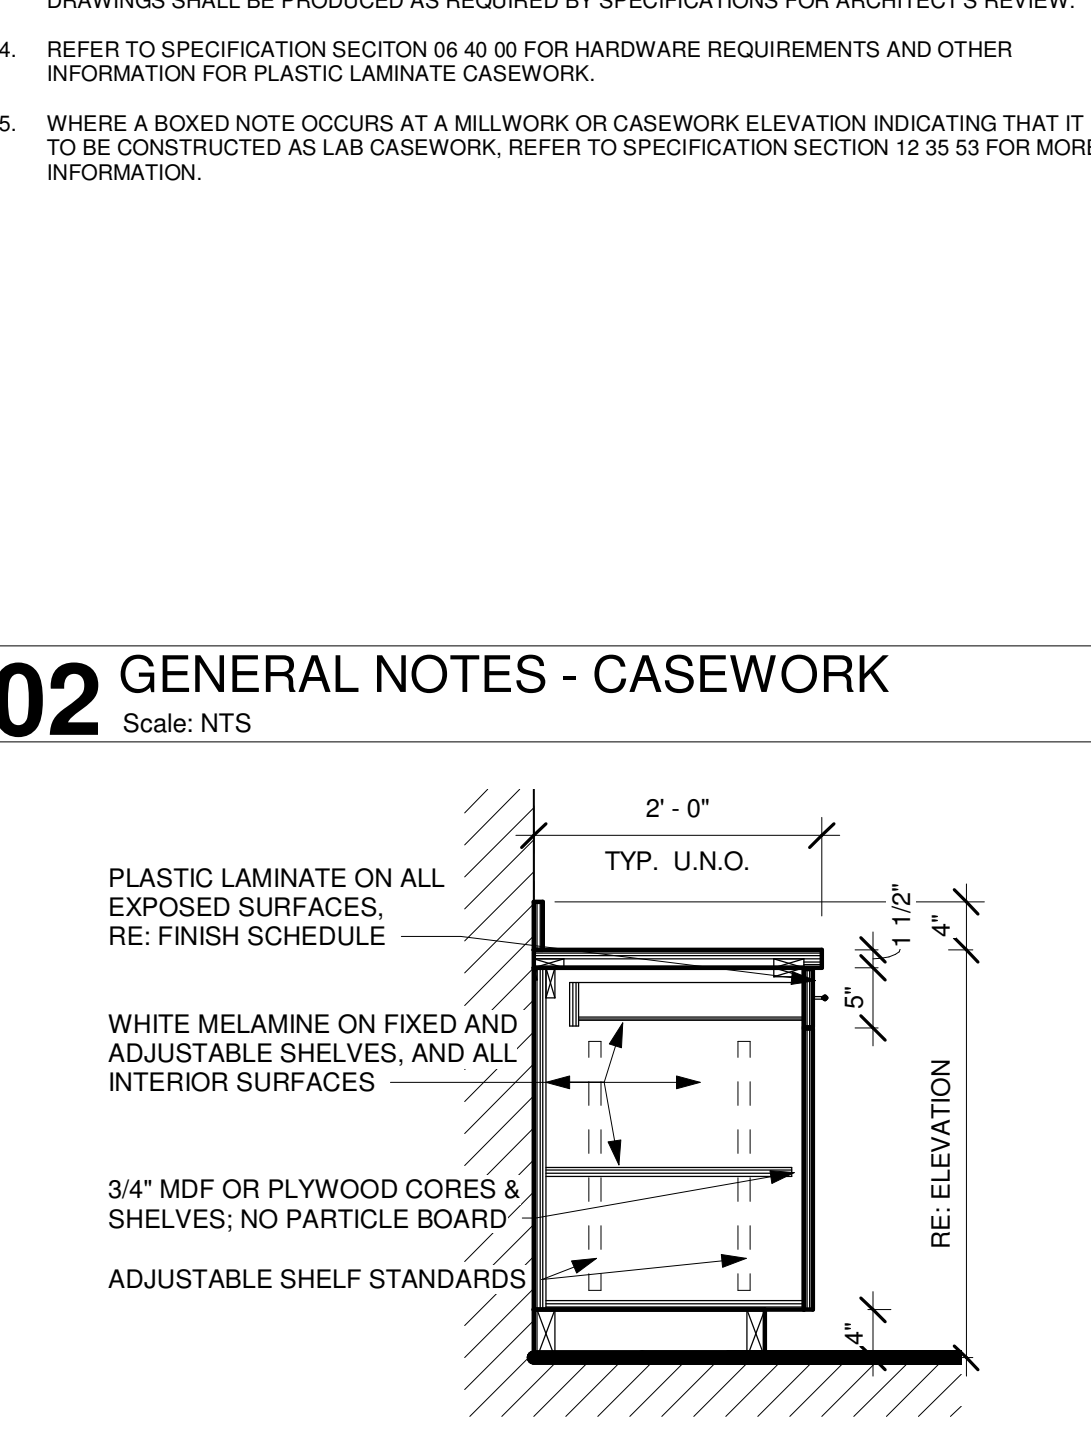 DRAWINGS SHALL BE PRODUCED AS REQUIRED BY SPECIFICATIONS FOR ARCHITECT'S REVIEW.
4. REFER TO SPECIFICATION SECITON 06 40 00 FOR HARDWARE REQUIREMENTS AND OTHER
INFORMATION FOR PLASTIC LAMINATE CASEWORK.
5. WHERE A BOXED NOTE OCCURS AT A MILLWORK OR CASEWORK ELEVATION INDICATING THAT IT
TO BE CONSTRUCTED AS LAB CASEWORK, REFER TO SPECIFICATION SECTION 12 35 53 FOR MORE
INFORMATION.
02 GENERAL NOTES - CASEWORK
Scale: NTS
2' - 0"
TYP. U.N.O.
PLASTIC LAMINATE ON ALL
EXPOSED SURFACES,
RE: FINISH SCHEDULE
1 1/2"
4"
5"
WHITE MELAMINE ON FIXED AND
ADJUSTABLE SHELVES, AND ALL
INTERIOR SURFACES
RE: ELEVATION
3/4" MDF OR PLYWOOD CORES &
SHELVES; NO PARTICLE BOARD
ADJUSTABLE SHELF STANDARDS
4"